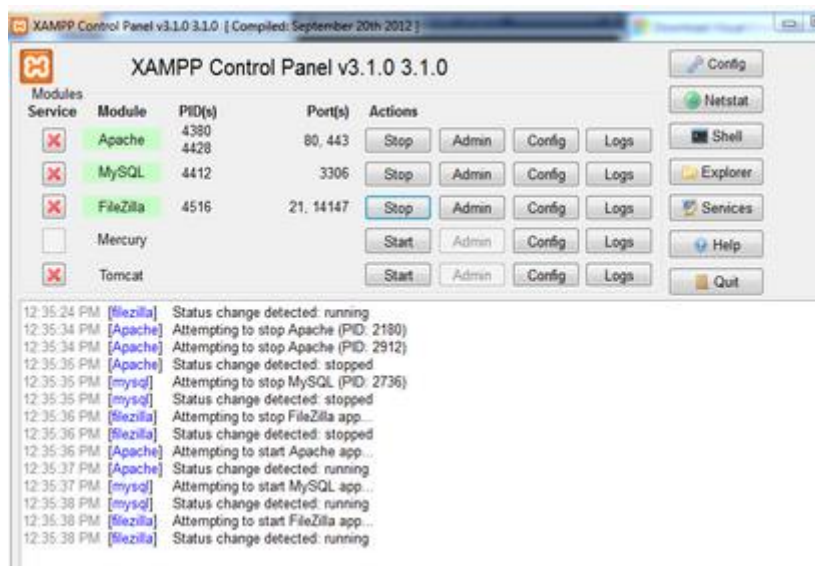 XAMPP Control Panel v3.1.0 3.1.0 [ Compiled: September 20th 2012 ]
XAMPP Control Panel v3.1.0 3.1.0
Config
Modules
Service Module PID(s) Port(s) Actions
Netstat
Apache 4380 4428 80, 443 Stop Admin Config Logs
Shell
MySQL 4412 3306 Stop Admin Config Logs
Explorer
FileZilla 4516 21, 14147 Stop Admin Config Logs
Services
Mercury Start Admin Config Logs
Help
Tomcat Start Admin Config Logs
Quit
12:35:24 PM [filezilla] Status change detected: running
12:35:34 PM [Apache] Attempting to stop Apache (PID: 2180)
12:35:34 PM [Apache] Attempting to stop Apache (PID: 2912)
12:35:35 PM [Apache] Status change detected: stopped
12:35:35 PM [mysql] Attempting to stop MySQL (PID: 2736)
12:35:35 PM [mysql] Status change detected: stopped
12:35:36 PM [filezilla] Attempting to stop FileZilla app...
12:35:36 PM [filezilla] Status change detected: stopped
12:35:36 PM [Apache] Attempting to start Apache app...
12:35:37 PM [Apache] Status change detected: running
12:35:37 PM [mysql] Attempting to start MySQL app...
12:35:38 PM [mysql] Status change detected: running
12:35:38 PM [filezilla] Attempting to start FileZilla app...
12:35:38 PM [filezilla] Status change detected: running